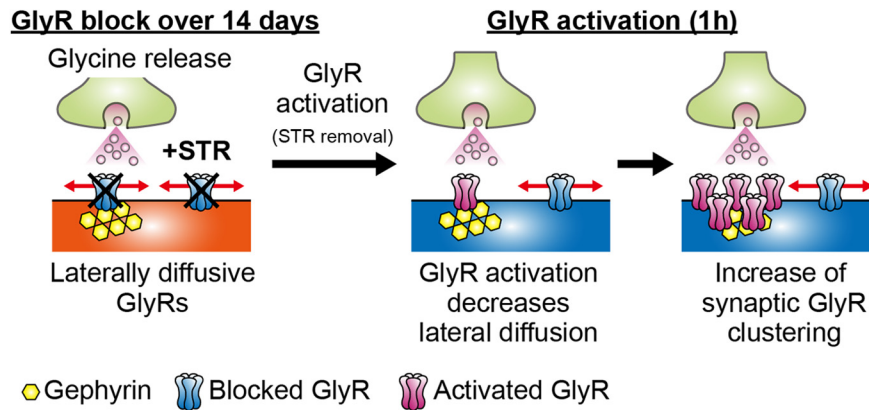 GlyR block over 14 days
GlyR activation (1h)
Glycine release
GlyR
activation
(STR removal)
+STR
Laterally diffusive
GlyRs
GlyR activation
decreases
lateral diffusion
Increase of
synaptic GlyR
clustering
Gephyrin
Blocked GlyR
Activated GlyR